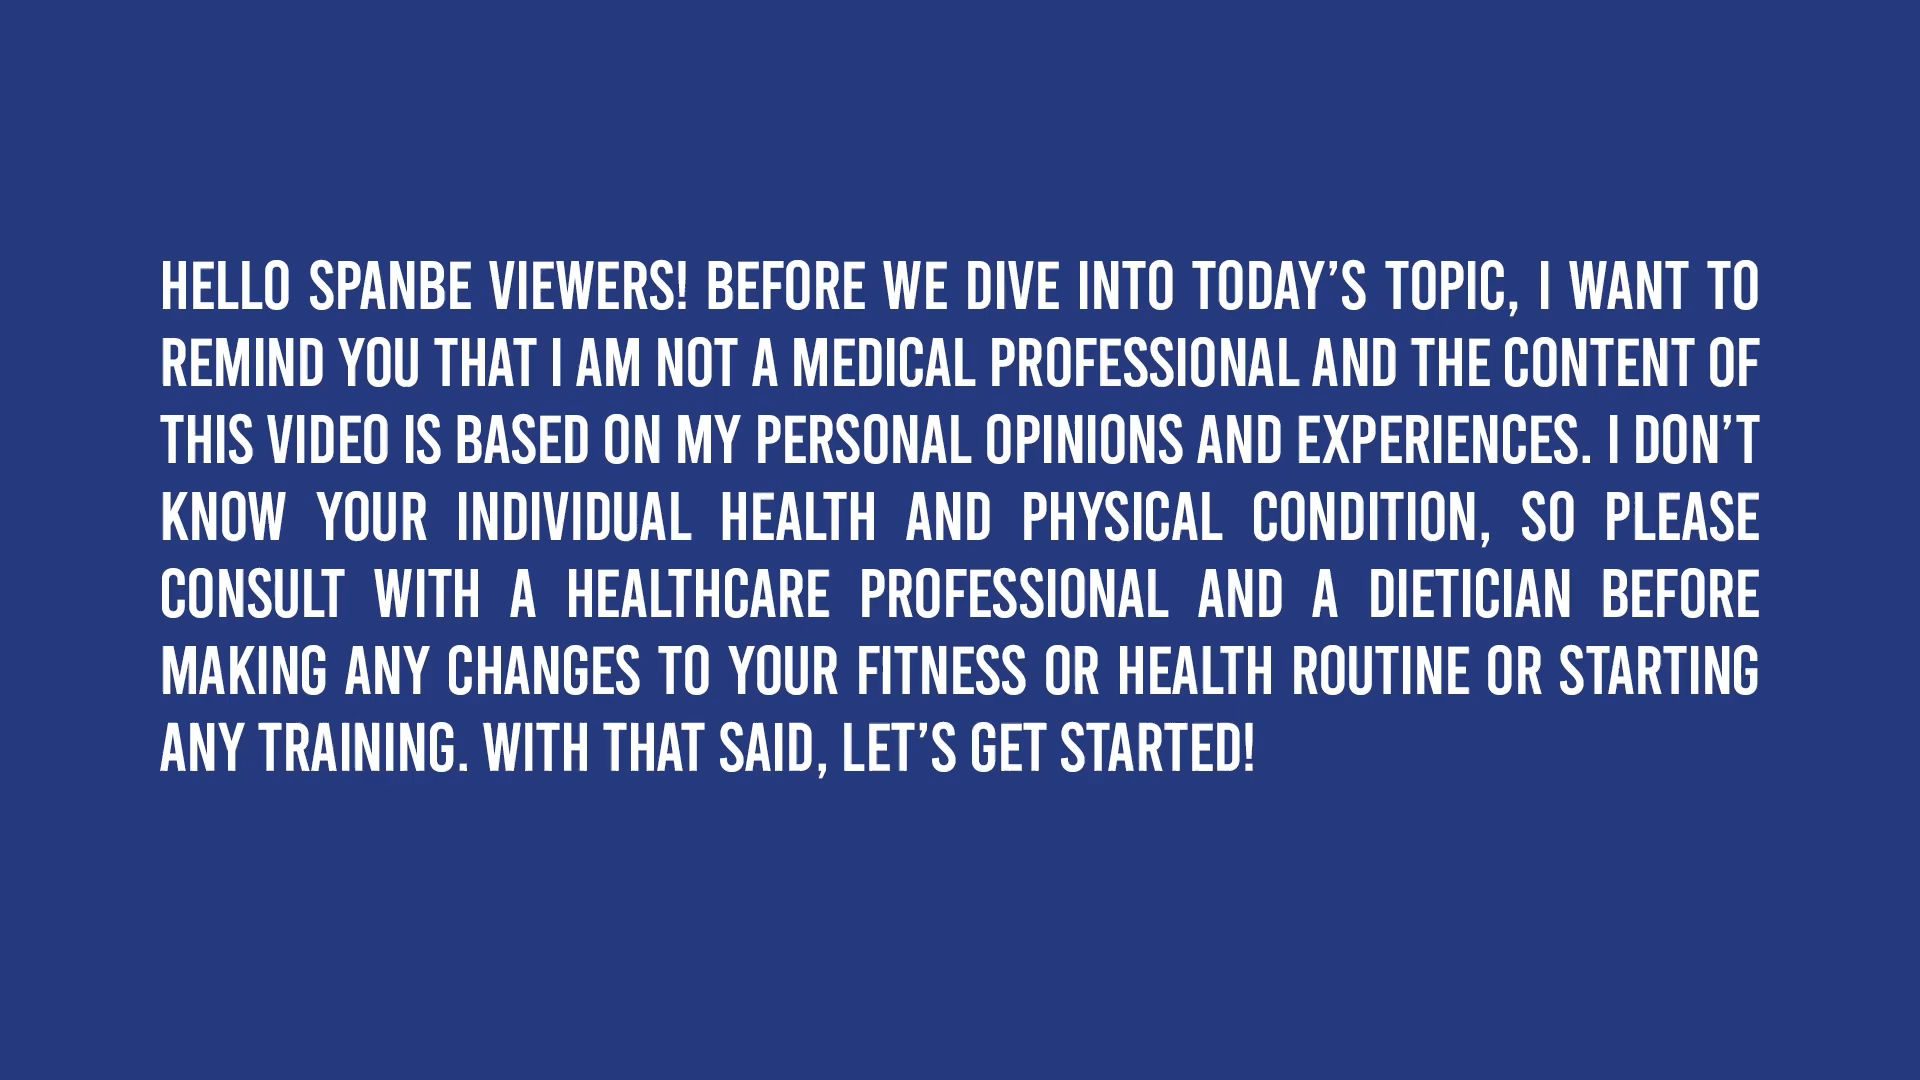 HELLO SPANBE VIEWERS! BEFORE WE DIVE INTO TODAY’S TOPIC, I WANT TO
REMIND YOU THAT I AM NOT A MEDICAL PROFESSIONAL AND THE CONTENT OF
THIS VIDEO IS BASED ON MY PERSONAL OPINIONS AND EXPERIENCES. I DON’T
KNOW YOUR INDIVIDUAL HEALTH AND PHYSICAL CONDITION, SO PLEASE
CONSULT WITH A HEALTHCARE PROFESSIONAL AND A DIETICIAN BEFORE
MAKING ANY CHANGES TO YOUR FITNESS OR HEALTH ROUTINE OR STARTING
ANY TRAINING. WITH THAT SAID, LET’S GET STARTED!